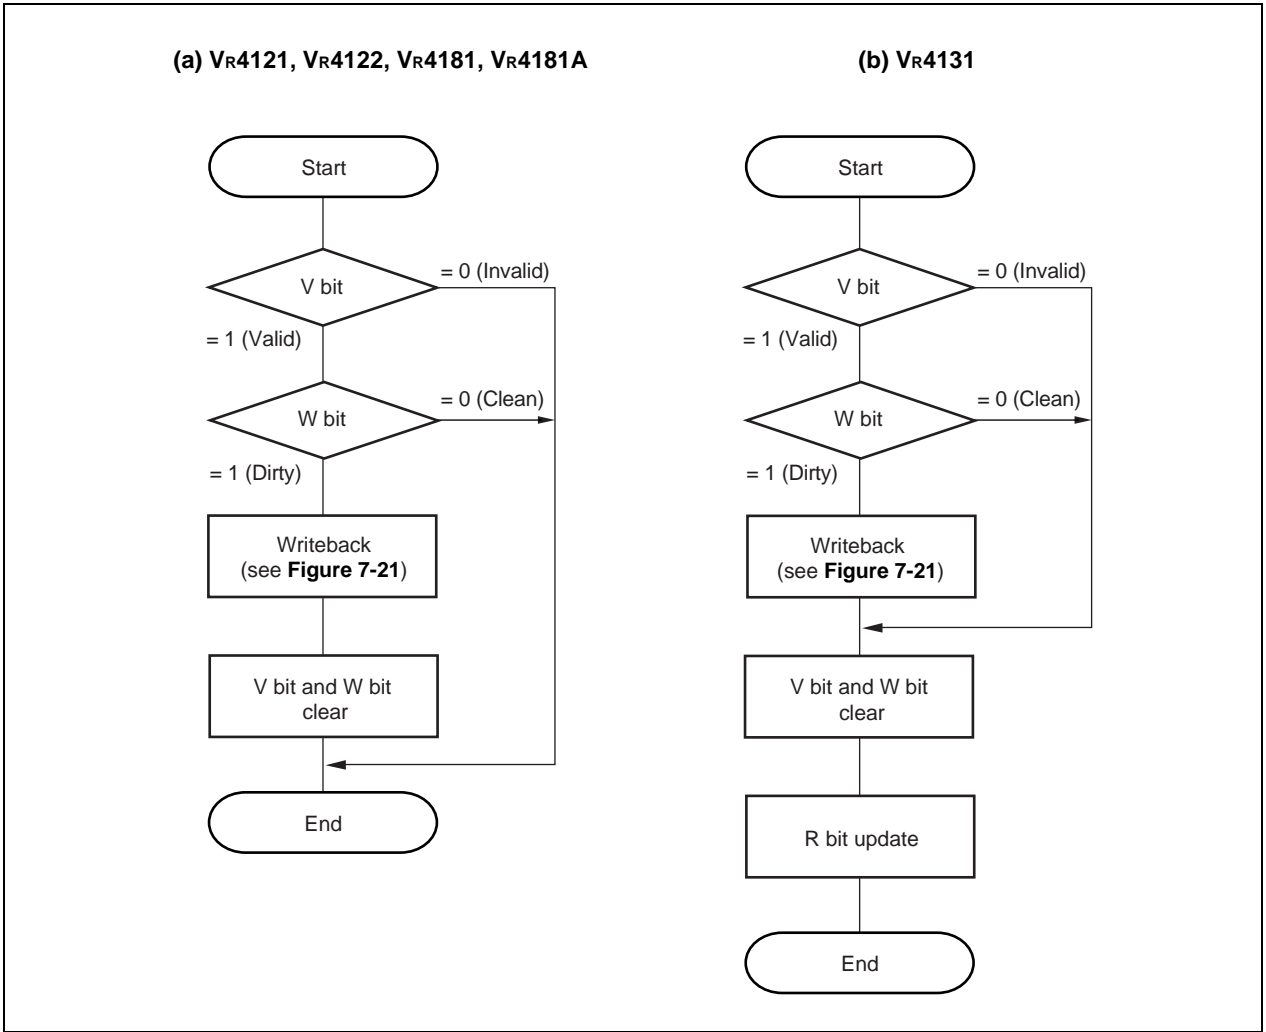 (a) VR4121, VR4122, VR4181, VR4181A
Start
V bit
= 0 (Invalid)
= 1 (Valid)
W bit
= 0 (Clean)
= 1 (Dirty)
Writeback
(see Figure 7-21)
V bit and W bit
clear
End
(b) VR4131
Start
V bit
= 0 (Invalid)
= 1 (Valid)
W bit
= 0 (Clean)
= 1 (Dirty)
Writeback
(see Figure 7-21)
V bit and W bit
clear
R bit update
End